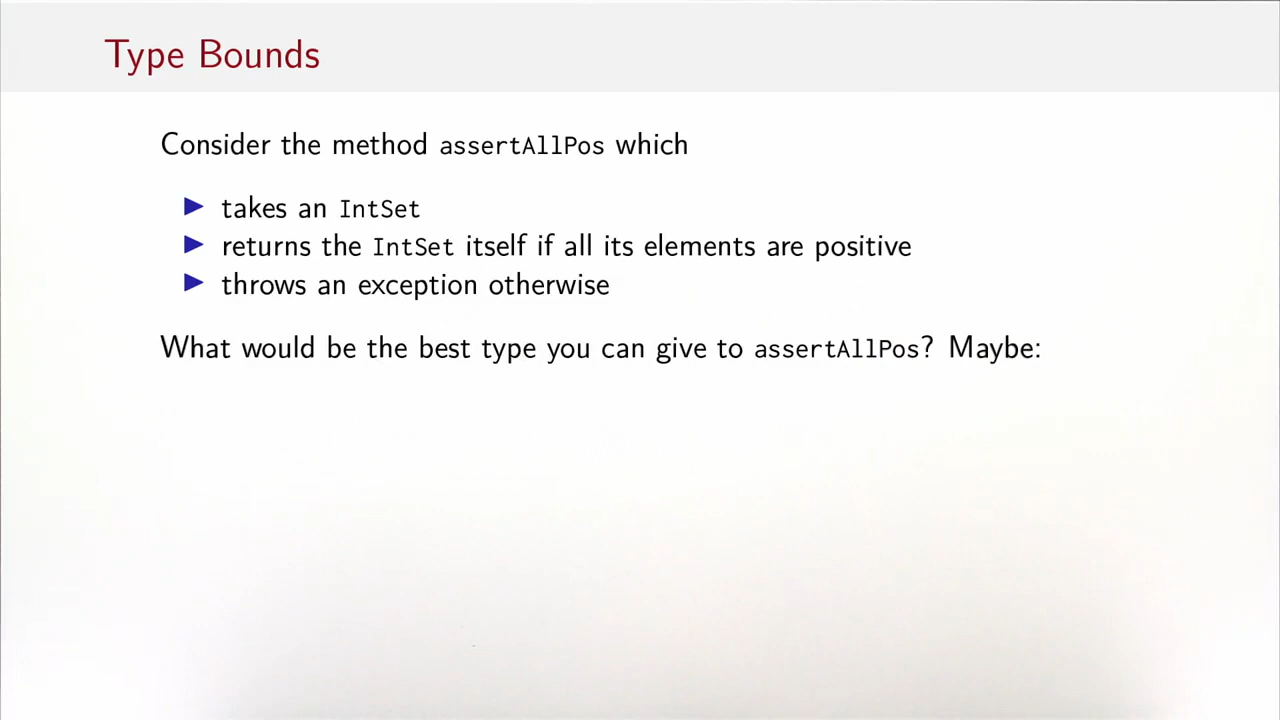 Type Bounds
Consider the method assertAllPos which
▶ takes an IntSet
▶ returns the IntSet itself if all its elements are positive
▶ throws an exception otherwise
What would be the best type you can give to assertAllPos? Maybe: